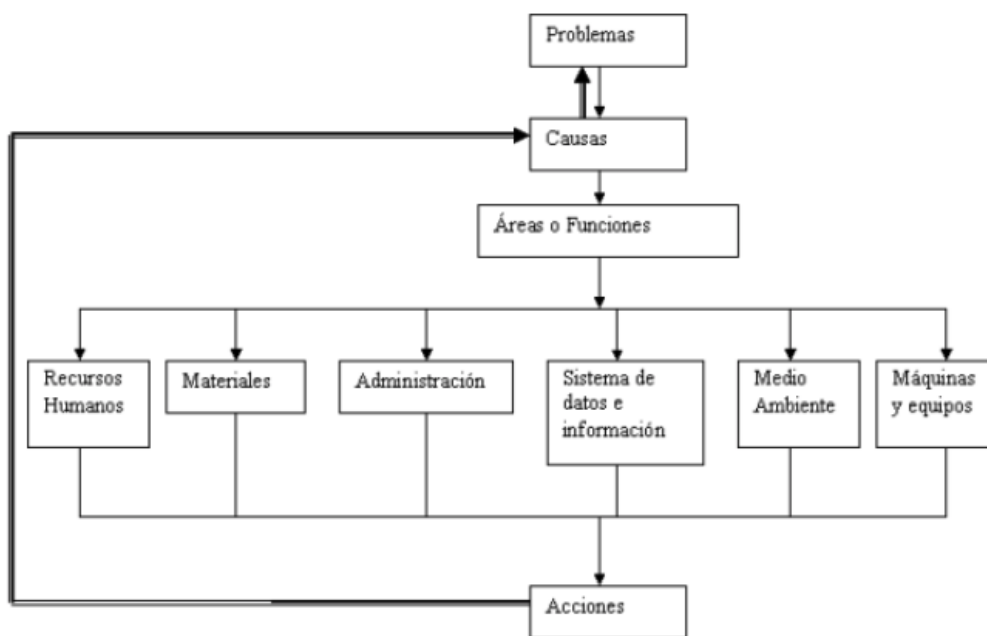 Problemas
Causas
Áreas o Funciones
Recursos
Humanos
Materiales
Administración
Sistema de
datos e
información
Medio
Ambiente
Máquinas
y equipos
Acciones